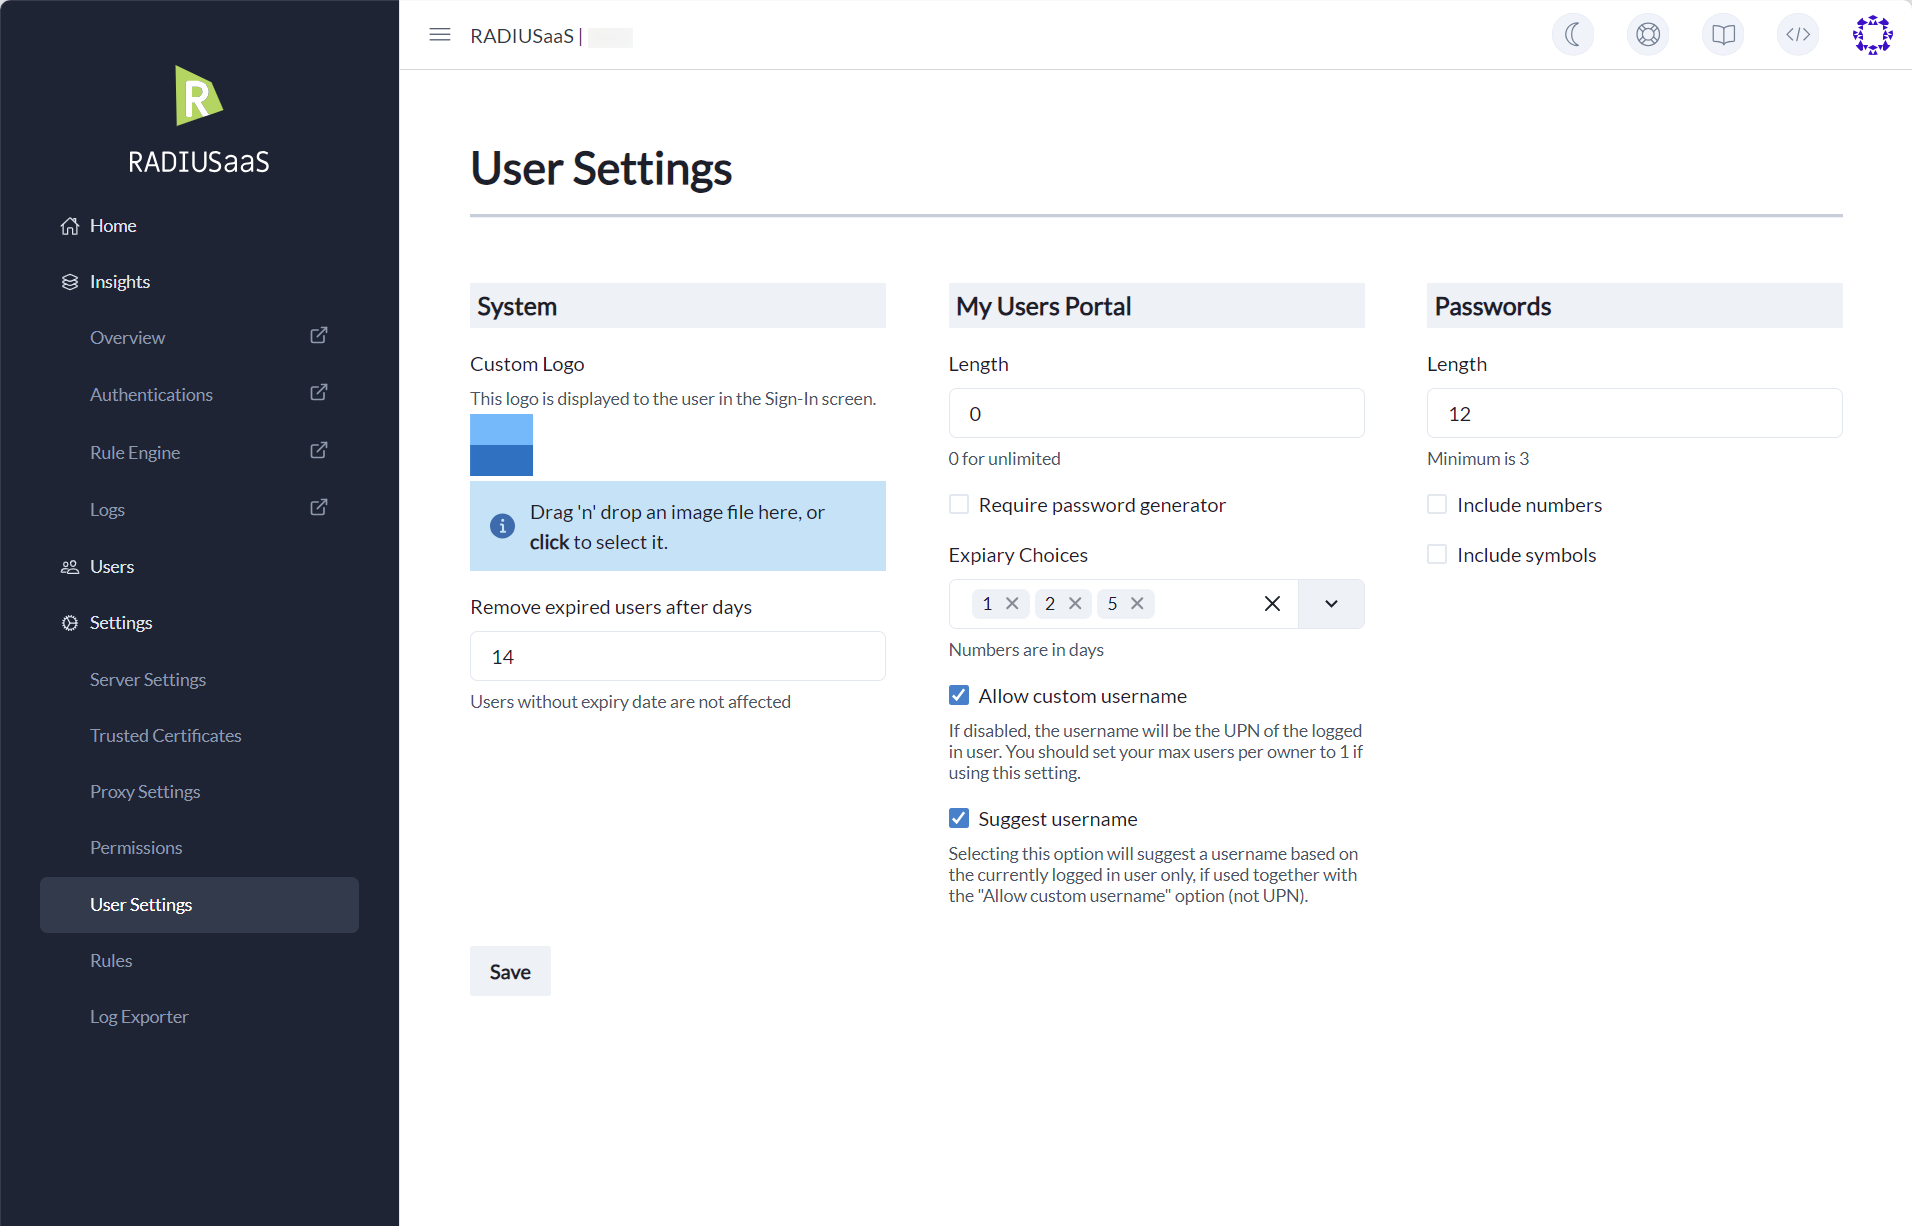 R
RADIUSaaS
Home
Insights
Overview
Authentications
Rule Engine
Logs
Users
Settings
Server Settings
Trusted Certificates
Proxy Settings
Permissions
User Settings
Rules
Log Exporter
RADIUSaaS |
User Settings
System
Custom Logo
This logo is displayed to the user in the Sign-In screen.
Drag 'n' drop an image file here, or
click to select it.
Remove expired users after days
14
Users without expiry date are not affected
My Users Portal
Length
0
0 for unlimited
Require password generator
Expiary Choices
1 2 5
Numbers are in days
Allow custom username
If disabled, the username will be the UPN of the logged
in user. You should set your max users per owner to 1 if
using this setting.
Suggest username
Selecting this option will suggest a username based on
the currently logged in user only, if used together with
the "Allow custom username" option (not UPN).
Passwords
Length
12
Minimum is 3
Include numbers
Include symbols
Save